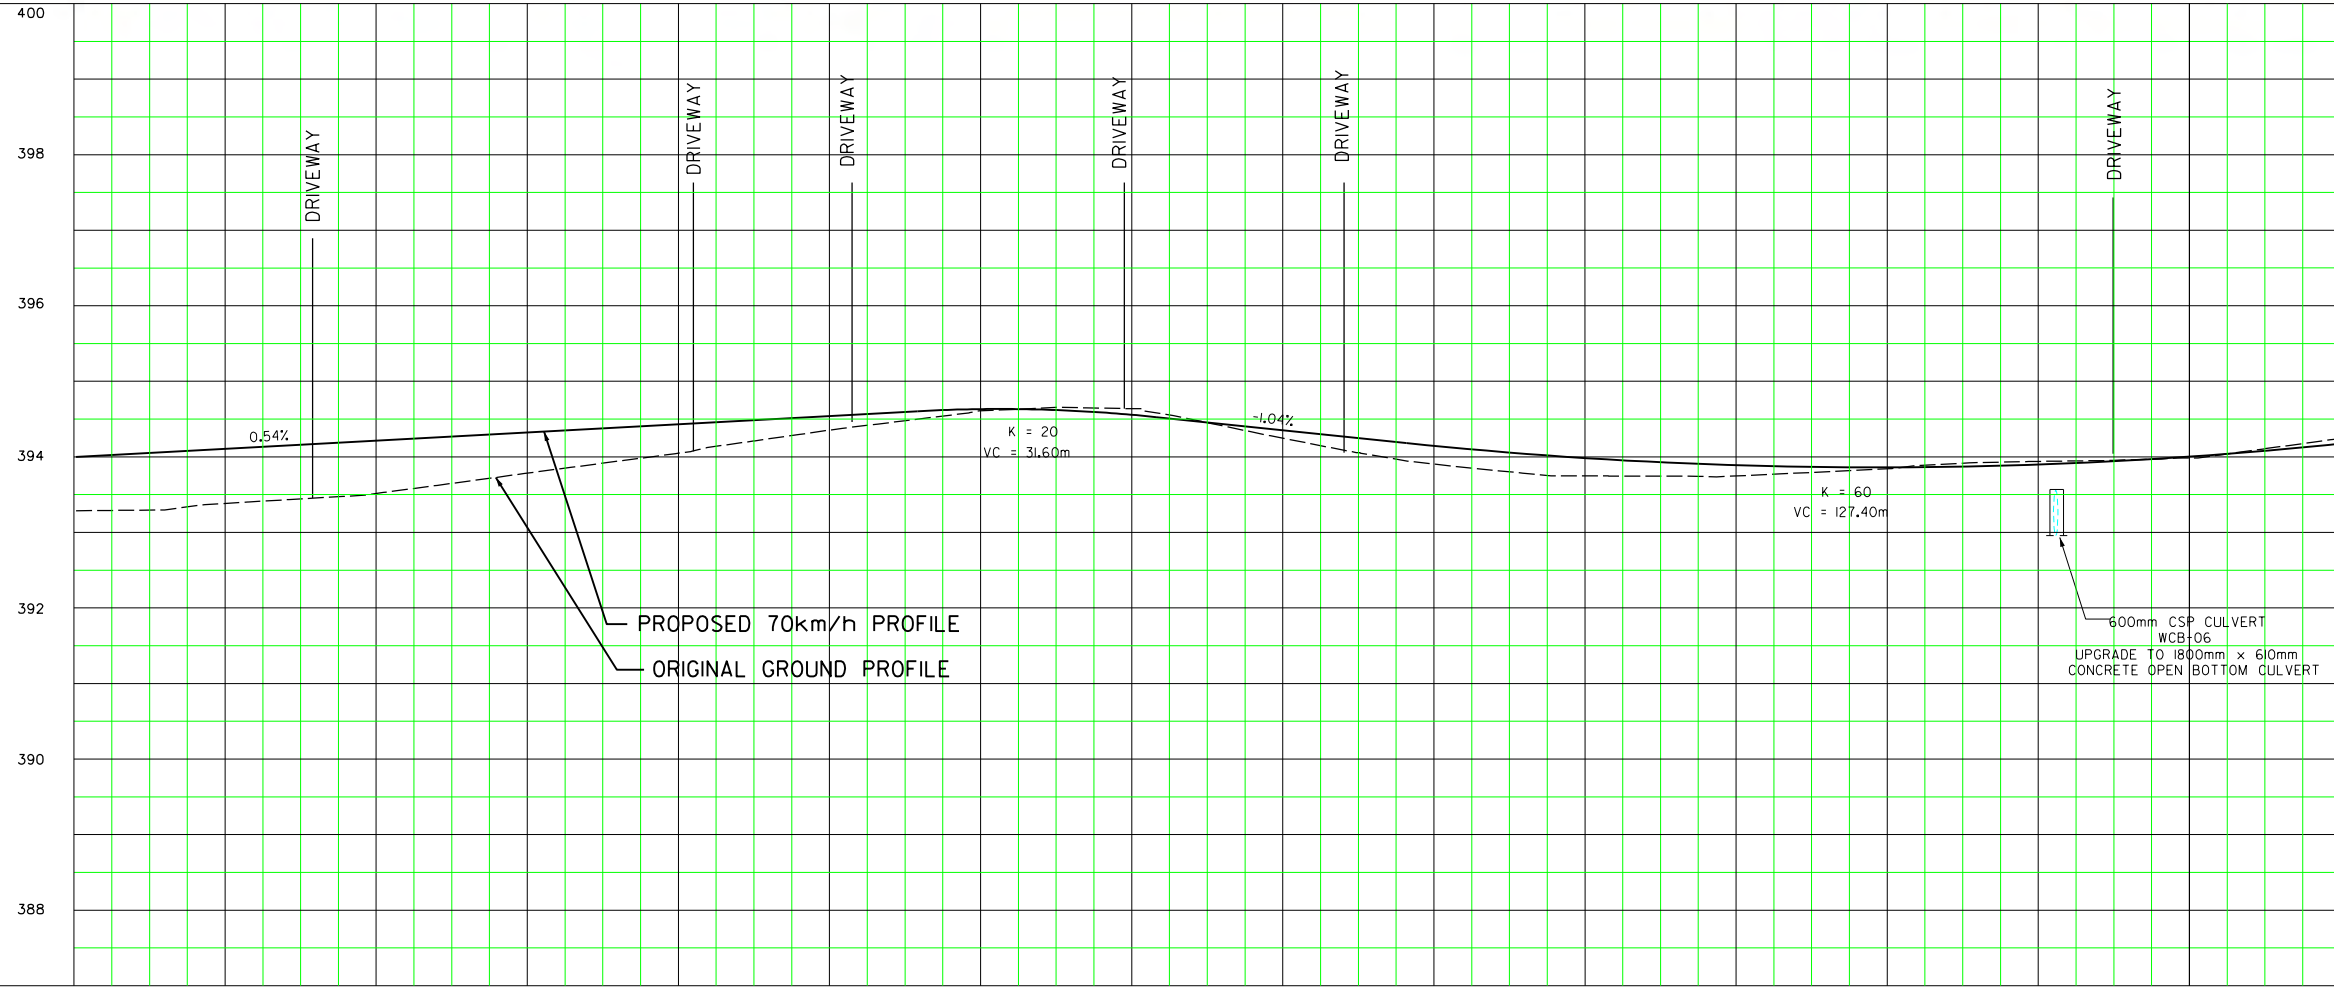 400
398
396
394
392
390
388
DRIVEWAY
DRIVEWAY
DRIVEWAY
DRIVEWAY
DRIVEWAY
DRIVEWAY
0.54%
K = 20
VC = 31.60m
-1.04%
K = 60
VC = 127.40m
PROPOSED 70km/h PROFILE
ORIGINAL GROUND PROFILE
600mm CSP CULVERT
WCB-06
UPGRADE TO 1800mm x 610mm
CONCRETE OPEN BOTTOM CULVERT